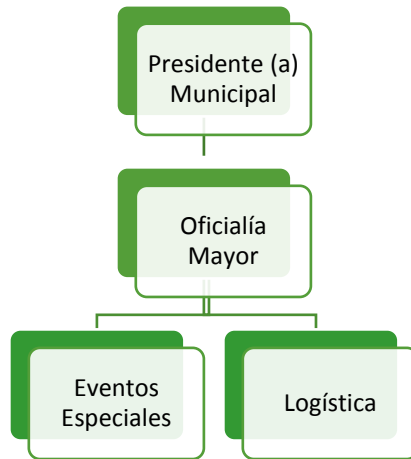 Presidente (a)
Municipal
Oficialía
Mayor
Eventos
Especiales
Logística